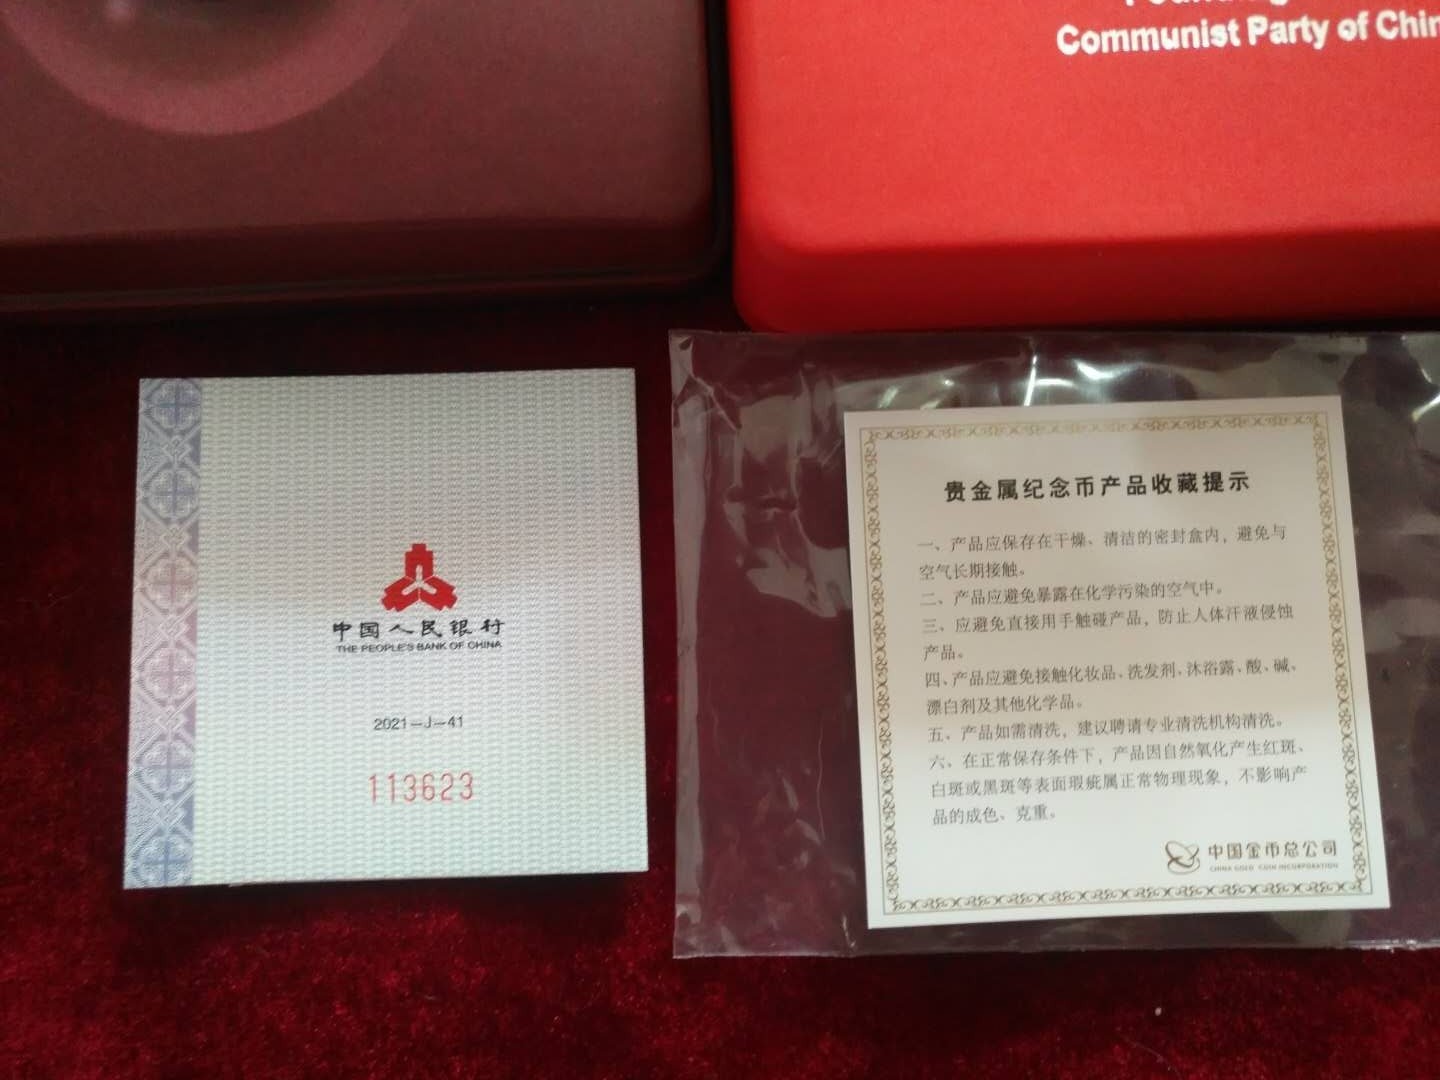 Communist Party of
中国人民银行
THE PEOPLE'S BANK OF CHINA
2021-J-41
113623
贵金属纪念币产品收藏提示
一、产品应保存在干燥、清洁的密封盒内，避免与
空气长期接触。
二、产品应避免暴露在化学污染的空气中。
三、应避免直接用手触碰产品，防止人体汗液侵蚀
产品。
四、产品应避免接触化妆品、洗发剂、沐浴露、酸、碱、
漂白剂及其他化学品。
五、产品如需清洗，建议聘请专业清洗机构清洗。
六、在正常保存条件下，产品因自然氧化产生红斑、
白斑或黑斑等表面瑕疵属正常物理现象，不影响产
品的成色、克重。
中国金币总公司
CHINA GOLD COIN INCORPORATION